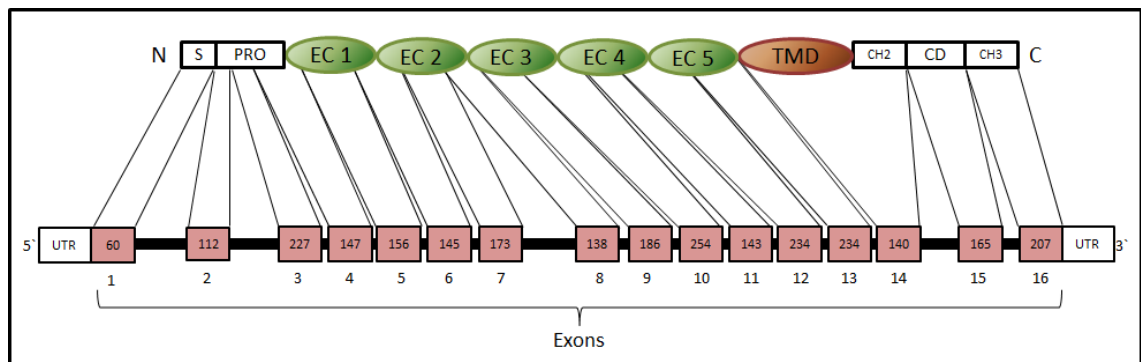 N S PRO EC 1 EC 2 EC 3 EC 4 EC 5 TMD CH2 CD CH3 C
5` UTR 60 112 227 147 156 145 173 138 186 254 143 234 234 140 165 207 UTR 3`
1 2 3 4 5 6 7 8 9 10 11 12 13 14 15 16
Exons